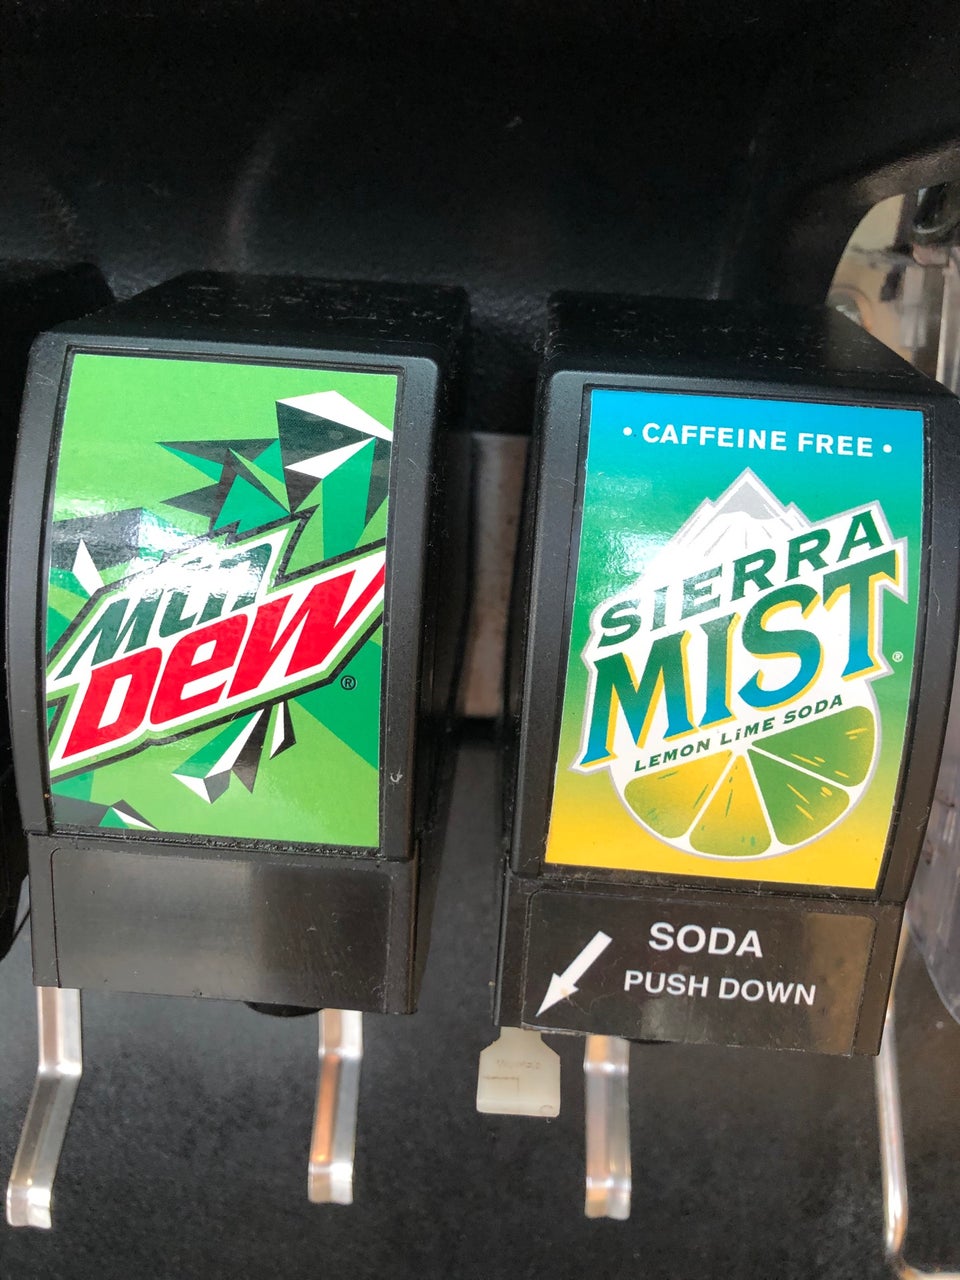 Mtn
Dew
®
• CAFFEINE FREE •
SIERRA
MIST
®
LEMON LiME SODA
SODA
PUSH DOWN